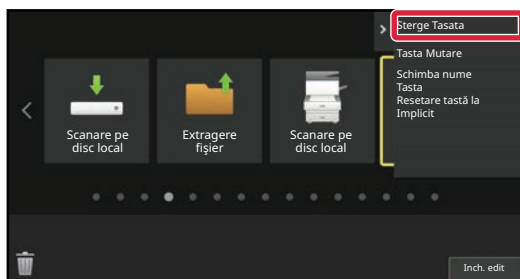 Sterge Tasata
Tasta Mutare
Schimba nume
Tasta
Resetare tastă la
Implicit
Scanare pe
disc local
Extragere
fişier
Scanare pe
disc local
Inch. edit